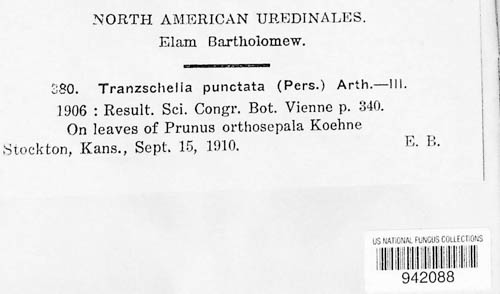 NORTH AMERICAN UREDINALES.
Elam Bartholomew.
380. Tranzschelia punctata (Pers.) Arth.—III.
1906 : Result. Sci. Congr. Bot. Vienne p. 340.
On leaves of Prunus orthosepala Koehne
Stockton, Kans., Sept. 15, 1910. E. B.
US NATIONAL FUNGUS COLLECTIONS
942088